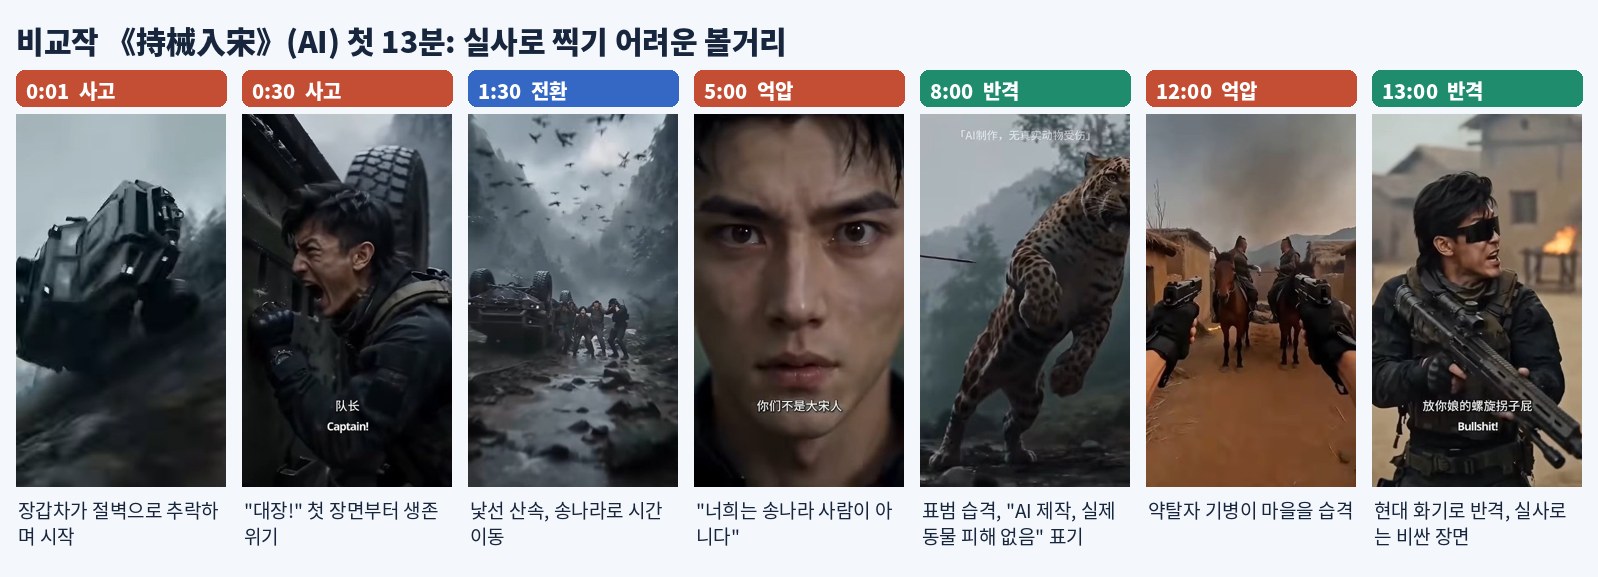 비교작 《持械入宋》(AI) 첫 13분: 실사로 찍기 어려운 볼거리
0:01 사고
0:30 사고
1:30 전환
5:00 억압
8:00 반격
12:00 억압
13:00 반격
「AI制作，无真实动物受伤」
队长
Captain!
你们不是大宋人
放你娘的螺旋拐子屁
Bullshit!
장갑차가 절벽으로 추락하
며 시작
"대장!" 첫 장면부터 생존
위기
낯선 산속, 송나라로 시간
이동
"너희는 송나라 사람이 아
니다"
표범 습격, "AI 제작, 실제
동물 피해 없음" 표기
약탈자 기병이 마을을 습격
현대 화기로 반격, 실사로
는 비싼 장면